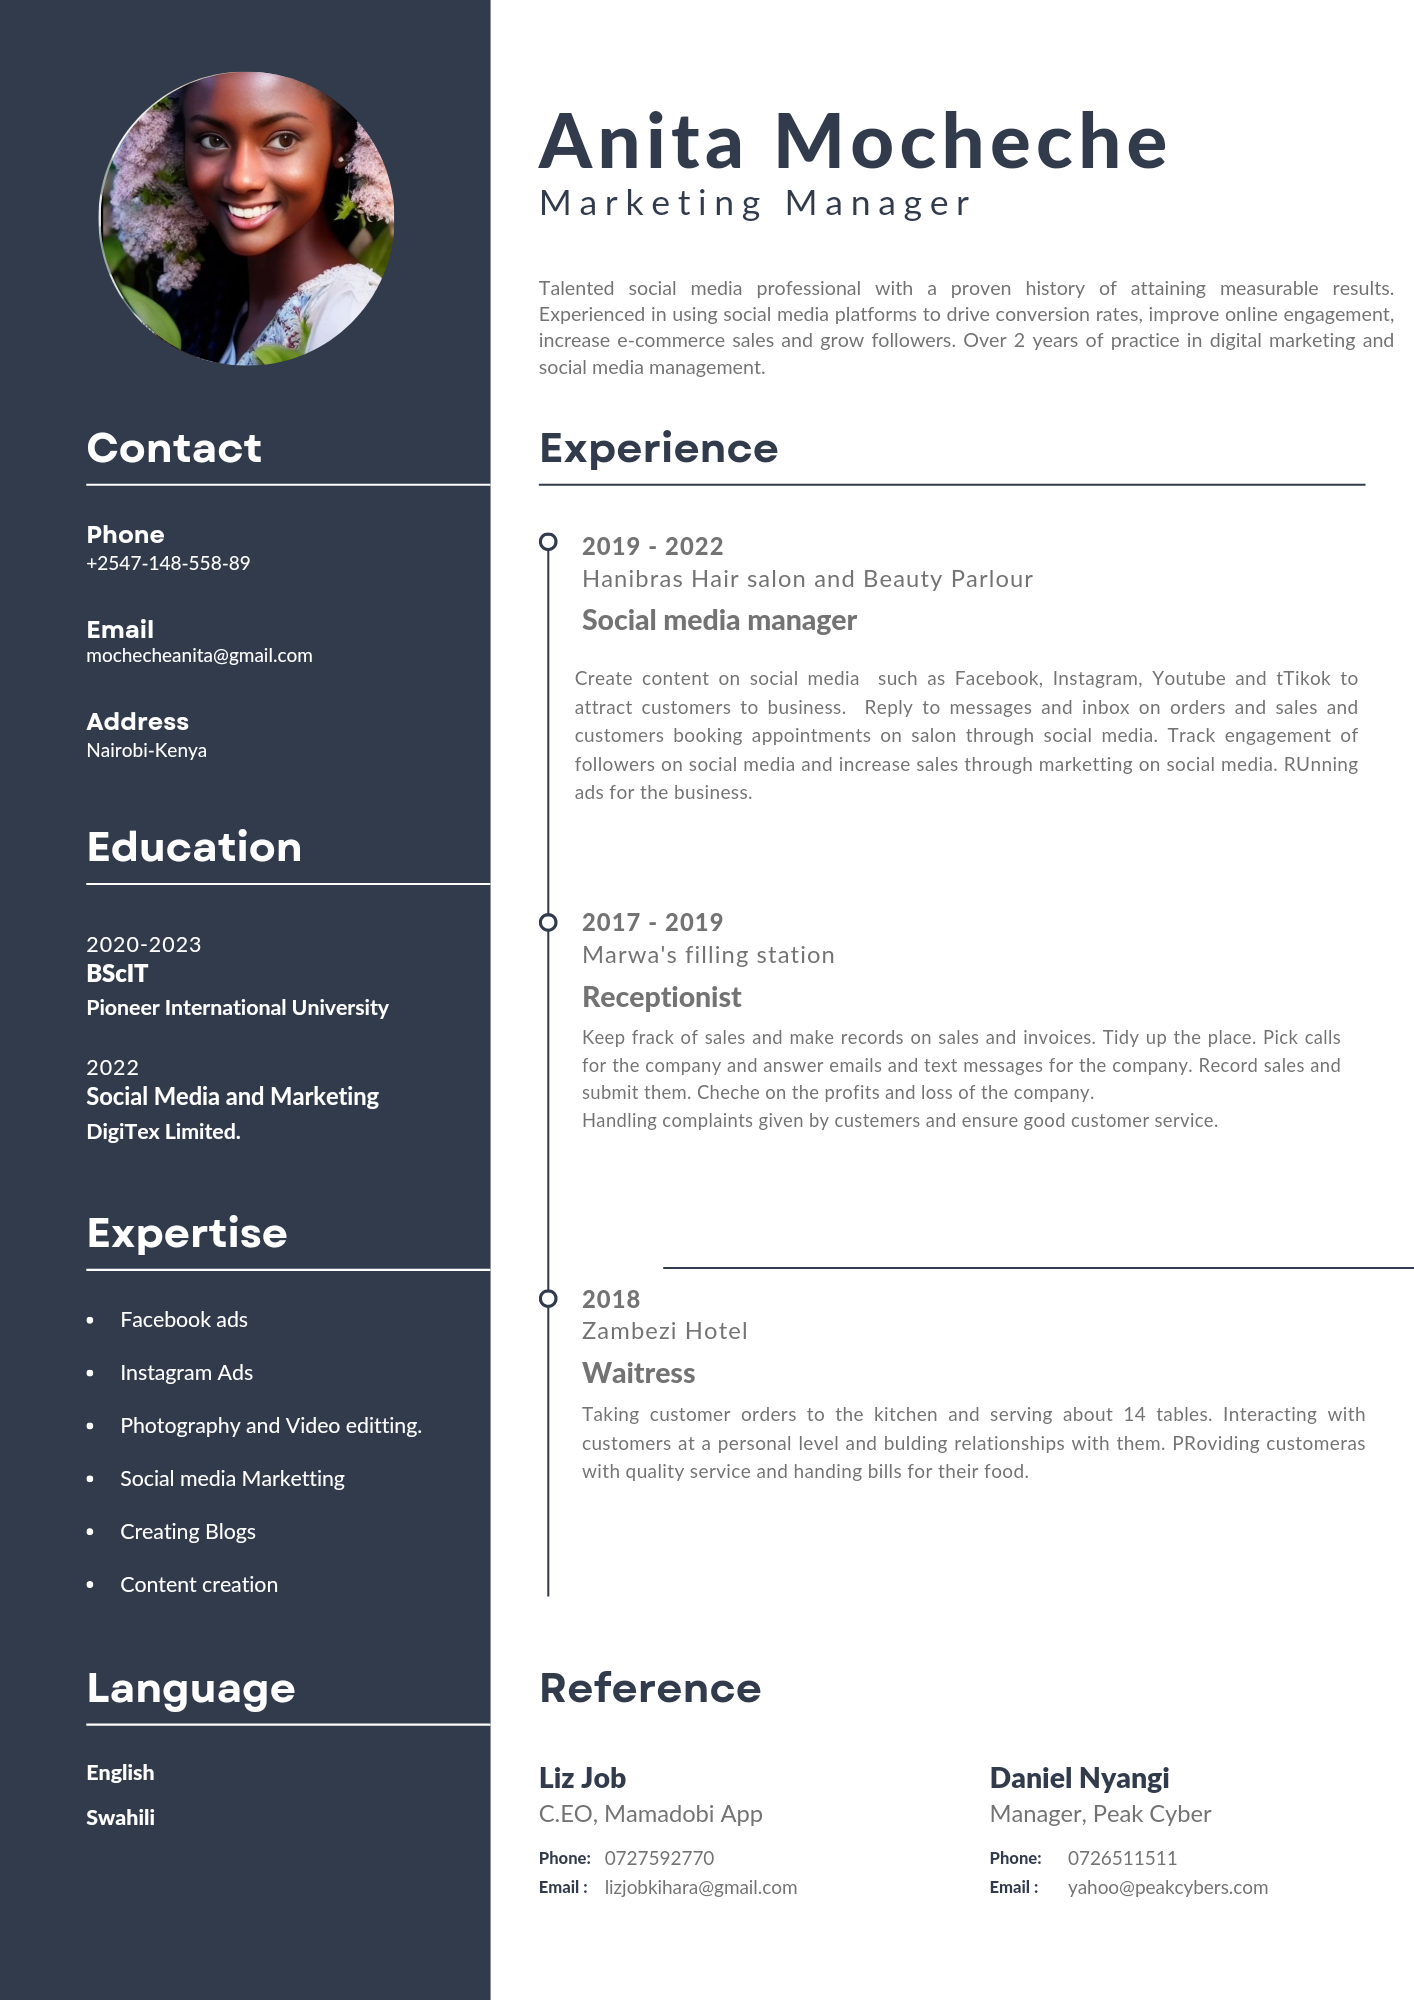 Anita Mocheche
Marketing Manager
Talented social media professional with a proven history of attaining measurable results.
Experienced in using social media platforms to drive conversion rates, improve online engagement,
increase e-commerce sales and grow followers. Over 2 years of practice in digital marketing and
social media management.
Contact
Phone
+2547-148-558-89
Email
mochecheanita@gmail.com
Address
Nairobi-Kenya
Education
2020-2023
BScIT
Pioneer International University
2022
Social Media and Marketing
DigiTex Limited.
Expertise
• Facebook ads
• Instagram Ads
• Photography and Video editting.
• Social media Marketting
• Creating Blogs
• Content creation
Language
English
Swahili
Experience
2019 - 2022
Hanibras Hair salon and Beauty Parlour
Social media manager
Create content on social media  such as Facebook, Instagram, Youtube and tTikok to
attract customers to business.  Reply to messages and inbox on orders and sales and
customers booking appointments on salon through social media. Track engagement of
followers on social media and increase sales through marketting on social media. RUnning
ads for the business.
2017 - 2019
Marwa's filling station
Receptionist
Keep frack of sales and make records on sales and invoices. Tidy up the place. Pick calls
for the company and answer emails and text messages for the company. Record sales and
submit them. Cheche on the profits and loss of the company.
Handling complaints given by custemers and ensure good customer service.
2018
Zambezi Hotel
Waitress
Taking customer orders to the kitchen and serving about 14 tables. Interacting with
customers at a personal level and bulding relationships with them. PRoviding customeras
with quality service and handing bills for their food.
Reference
Liz Job
C.EO, Mamadobi App
Phone: 0727592770
Email : lizjobkihara@gmail.com
Daniel Nyangi
Manager, Peak Cyber
Phone: 0726511511
Email : yahoo@peakcybers.com